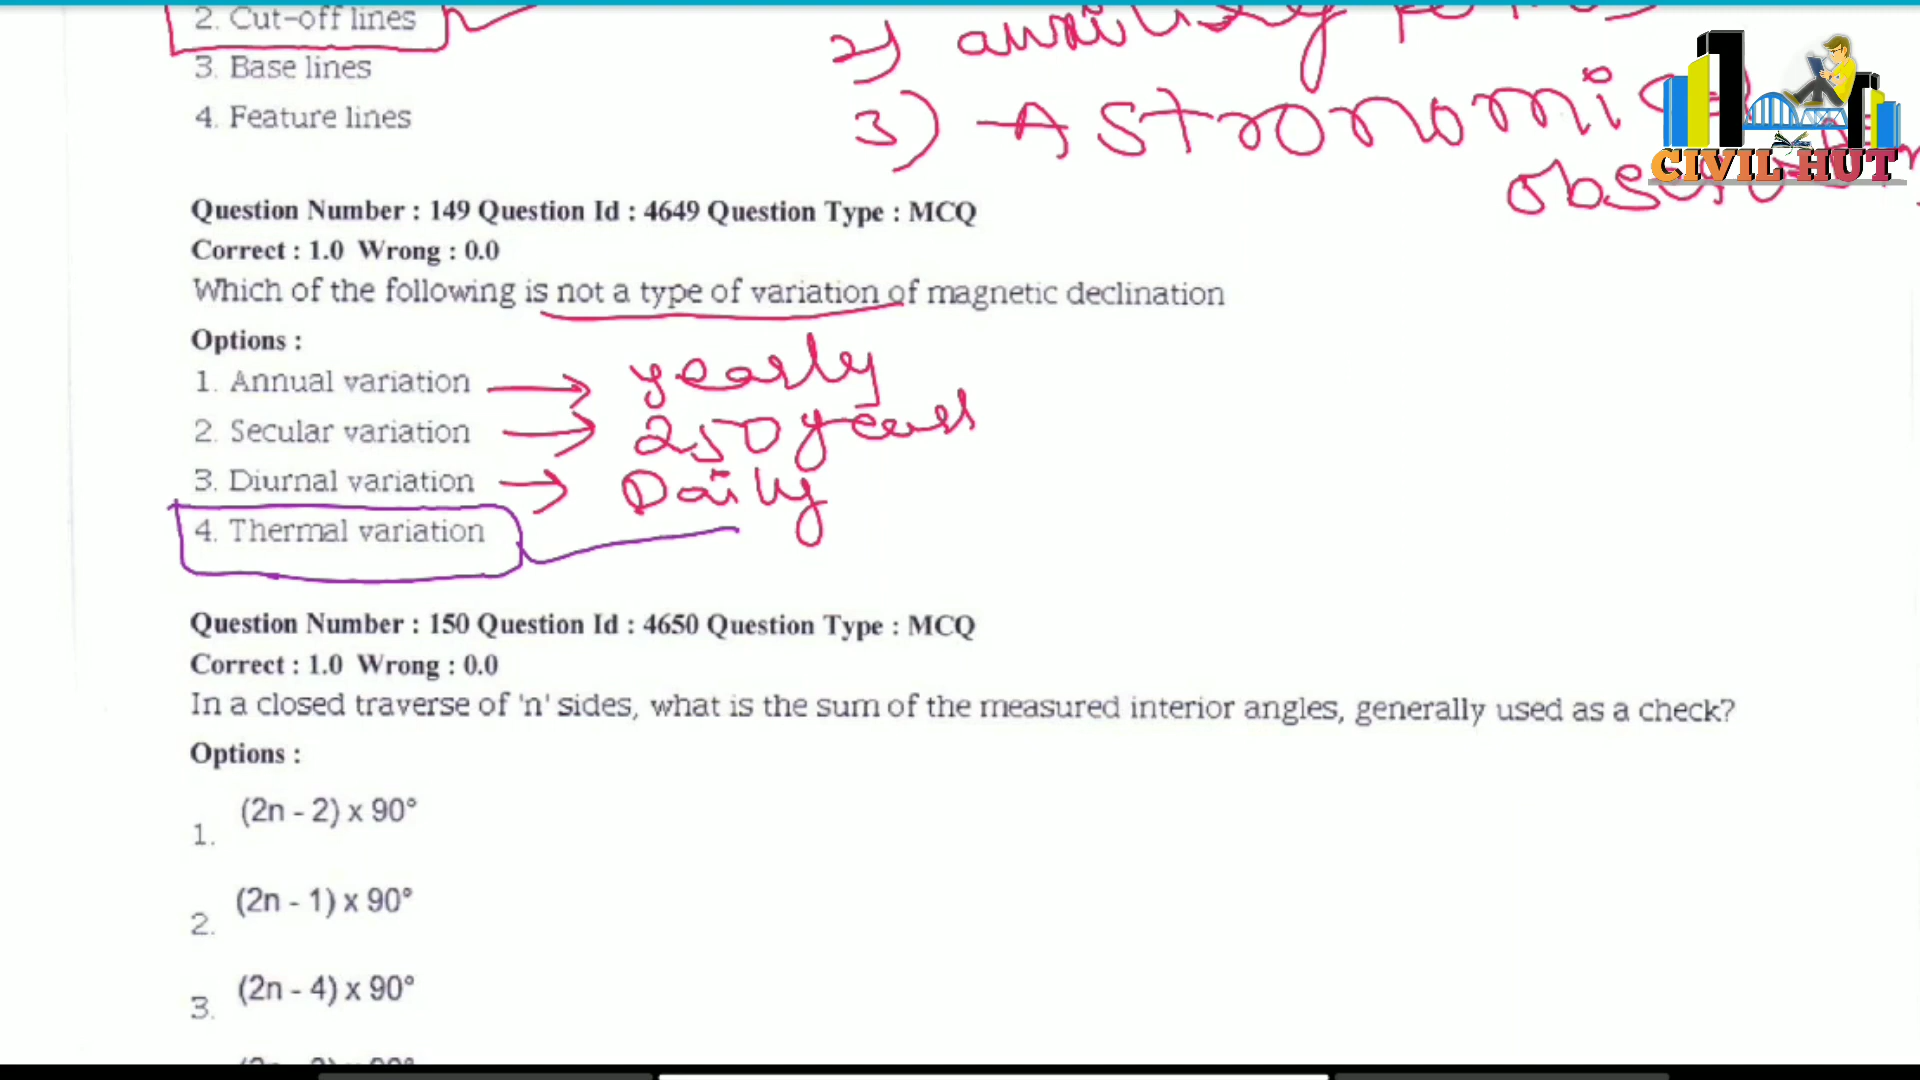 2. Cut-off lines
2)
3. Base lines
3) Astronomical
4. Feature lines
CIVIL HUT
Question Number : 149 Question Id : 4649 Question Type : MCQ
Correct : 1.0 Wrong : 0.0
Which of the following is not a type of variation of magnetic declination
Options :
1. Annual variation → yearly
2. Secular variation → 250 years
3. Diurnal variation → Daily
4. Thermal variation
Question Number : 150 Question Id : 4650 Question Type : MCQ
Correct : 1.0 Wrong : 0.0
In a closed traverse of 'n' sides, what is the sum of the measured interior angles, generally used as a check?
Options :
1. (2n - 2) x 90°
2. (2n - 1) x 90°
3. (2n - 4) x 90°